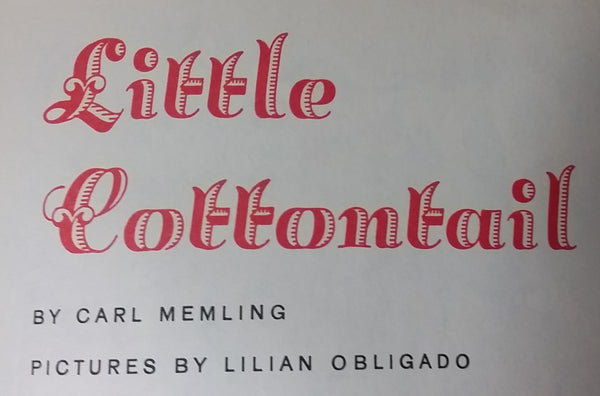 Little
Cottontail
BY CARL MEMLING
PICTURES BY LILIAN OBLIGADO